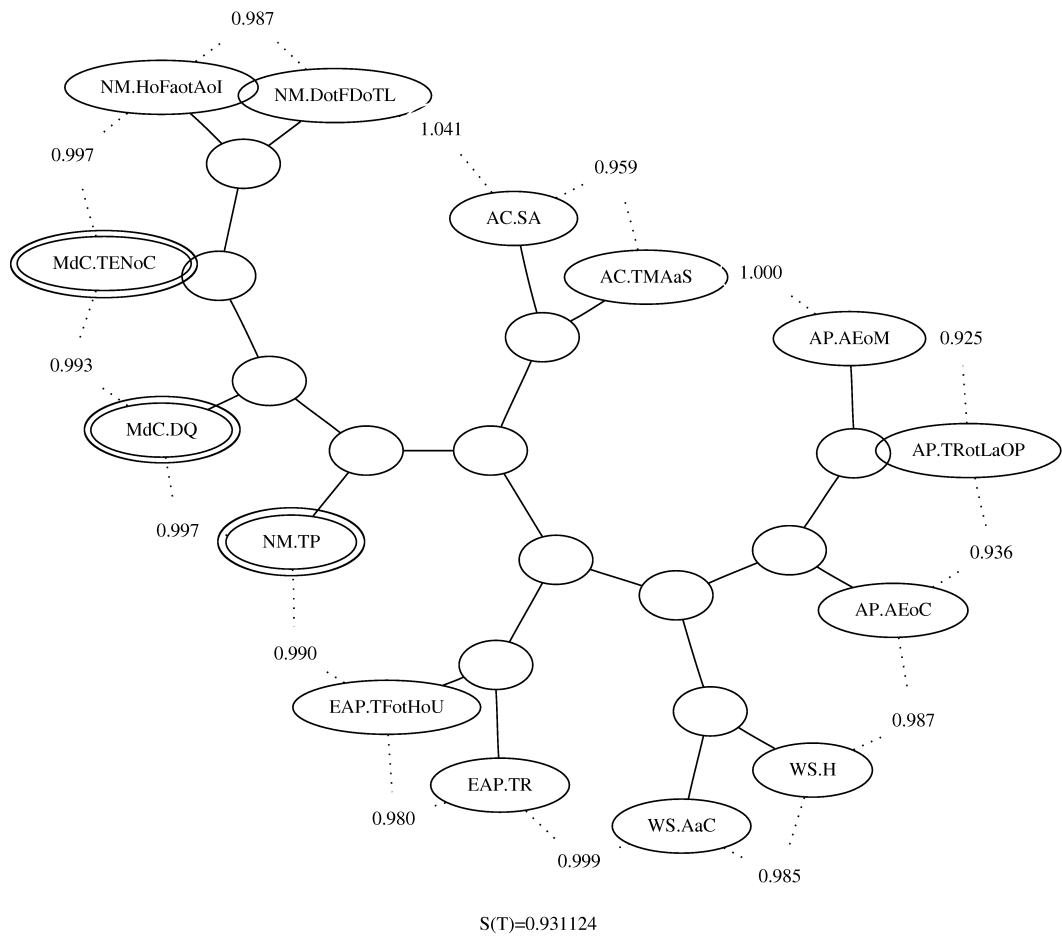 0.987
NM.HoFaotAoI
NM.DotFDoTL
1.041
0.997
0.959
AC.SA
MdC.TENoC
AC.TMAaS
1.000
AP.AEoM
0.925
0.993
MdC.DQ
AP.TRotLaOP
0.997
NM.TP
0.936
AP.AEoC
0.990
EAP.TFotHoU
0.987
WS.H
EAP.TR
0.980
WS.AaC
0.999
0.985
S(T)=0.931124